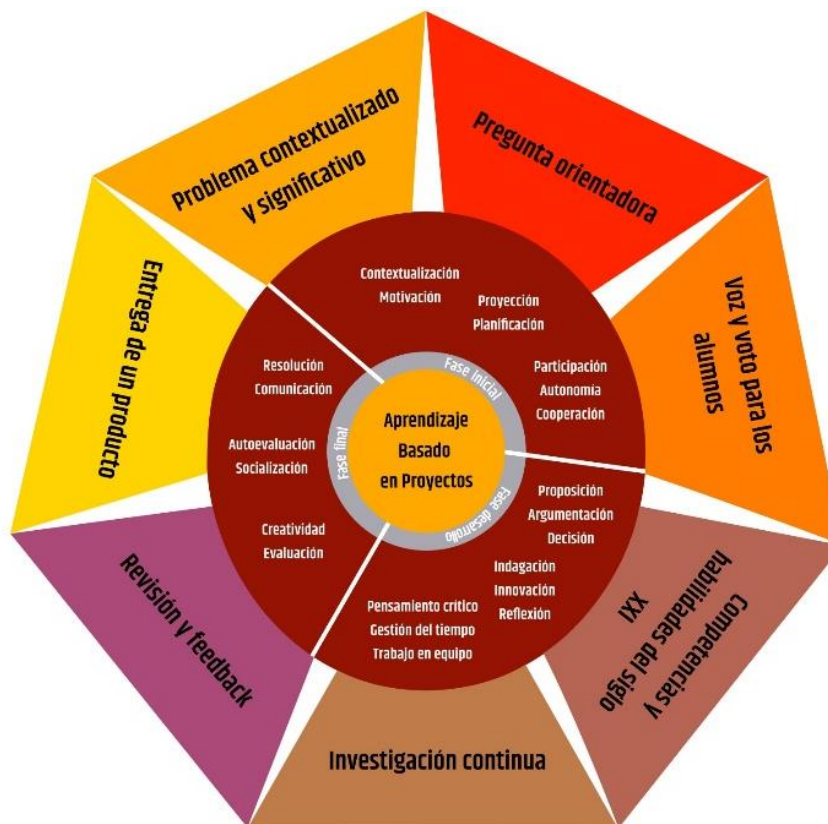 Problema contextualizado
y significativo
Pregunta orientadora
Voz y voto para los
alumnos
Competencias y
habilidades del siglo
XXI
Investigación continua
Revisión y feedback
Entrega de un producto
Contextualización
Motivación
Proyección
Planificación
Participación
Autonomía
Cooperación
Proposición
Argumentación
Decisión
Indagación
Innovación
Reflexión
Pensamiento crítico
Gestión del tiempo
Trabajo en equipo
Creatividad
Evaluación
Autoevaluación
Socialización
Resolución
Comunicación
Fase inicial
Fase desarrollo
Fase final
Aprendizaje
Basado
en Proyectos